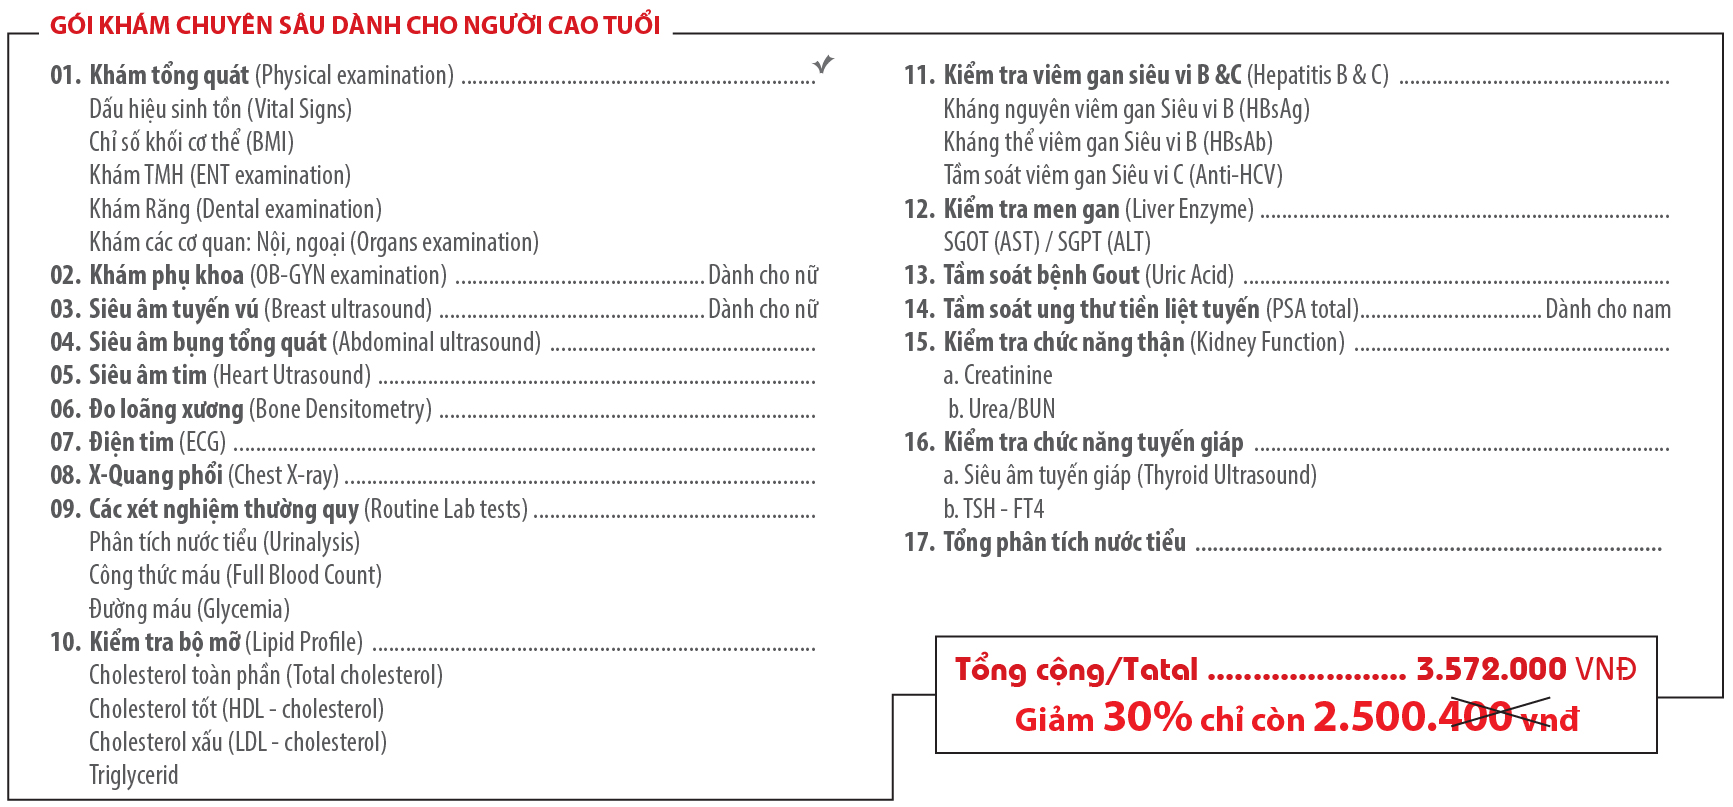 GÓI KHÁM CHUYÊN SÂU DÀNH CHO NGƯỜI CAO TUỔI
01. Khám tổng quát (Physical examination) ........................................................
Dấu hiệu sinh tồn (Vital Signs)
Chỉ số khối cơ thể (BMI)
Khám TMH (ENT examination)
Khám Răng (Dental examination)
Khám các cơ quan: Nội, ngoại (Organs examination)
02. Khám phụ khoa (OB-GYN examination) ....................................... Dành cho nữ
03. Siêu âm tuyến vú (Breast ultrasound) .......................................... Dành cho nữ
04. Siêu âm bụng tổng quát (Abdominal ultrasound) ..........................................
05. Siêu âm tim (Heart Utrasound) .....................................................................
06. Đo loãng xương (Bone Densitometry) ...........................................................
07. Điện tim (ECG) ............................................................................................
08. X-Quang phổi (Chest X-ray) ..........................................................................
09. Các xét nghiệm thường quy (Routine Lab tests) ............................................
Phân tích nước tiểu (Urinalysis)
Công thức máu (Full Blood Count)
Đường máu (Glycemia)
10. Kiểm tra bộ mỡ (Lipid Profile) ......................................................................
Cholesterol toàn phần (Total cholesterol)
Cholesterol tốt (HDL - cholesterol)
Cholesterol xấu (LDL - cholesterol)
Triglycerid
11. Kiểm tra viêm gan siêu vi B &C (Hepatitis B & C) ..........................................
Kháng nguyên viêm gan Siêu vi B (HBsAg)
Kháng thể viêm gan Siêu vi B (HBsAb)
Tầm soát viêm gan Siêu vi C (Anti-HCV)
12. Kiểm tra men gan (Liver Enzyme) ................................................................
SGOT (AST) / SGPT (ALT)
13. Tầm soát bệnh Gout (Uric Acid) ...................................................................
14. Tầm soát ung thư tiền liệt tuyến (PSA total)............................. Dành cho nam
15. Kiểm tra chức năng thận (Kidney Function) ..................................................
a. Creatinine
b. Urea/BUN
16. Kiểm tra chức năng tuyến giáp .................................................................
a. Siêu âm tuyến giáp (Thyroid Ultrasound)
b. TSH - FT4
17. Tổng phân tích nước tiểu ..........................................................................
Tổng cộng/Tatal ...................... 3.572.000 VNĐ
Giảm 30% chỉ còn 2.500.400 vnđ